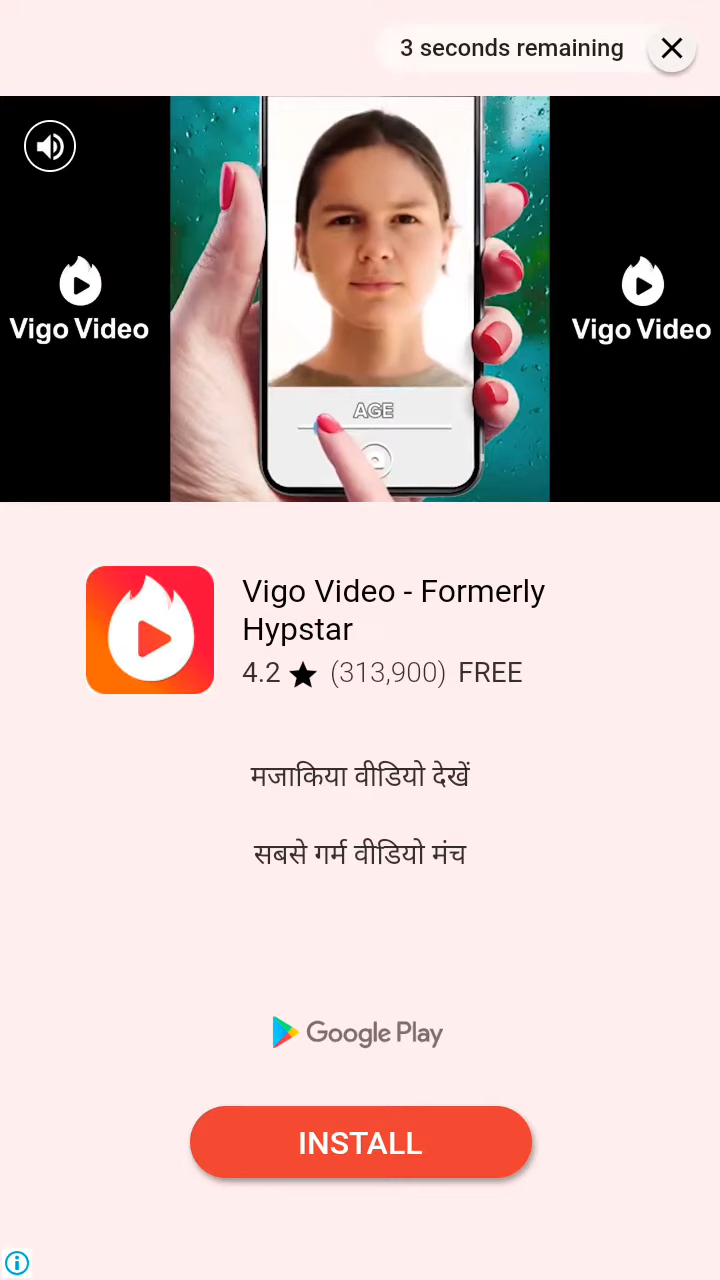 3 seconds remaining
Vigo Video
Vigo Video
AGE
Vigo Video - Formerly
Hypstar
4.2 ★ (313,900) FREE
मजाकिया वीडियो देखें
सबसे गर्म वीडियो मंच
Google Play
INSTALL